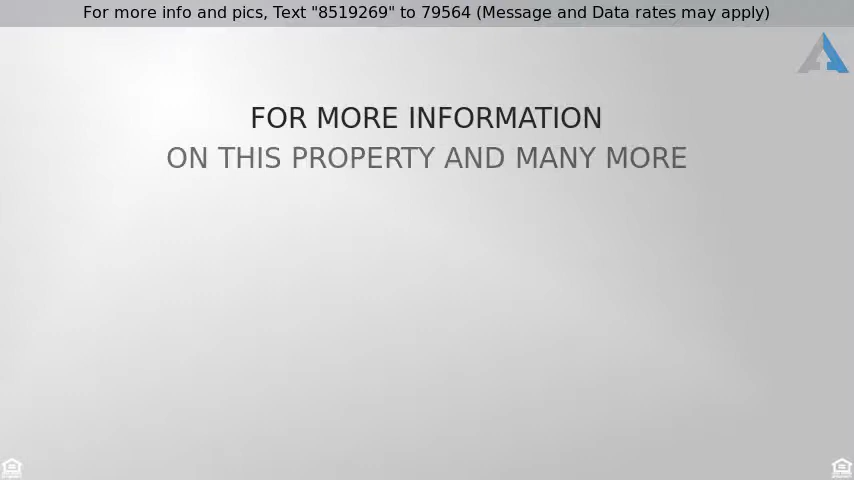 For more info and pics, Text "8519269" to 79564 (Message and Data rates may apply)
FOR MORE INFORMATION
ON THIS PROPERTY AND MANY MORE